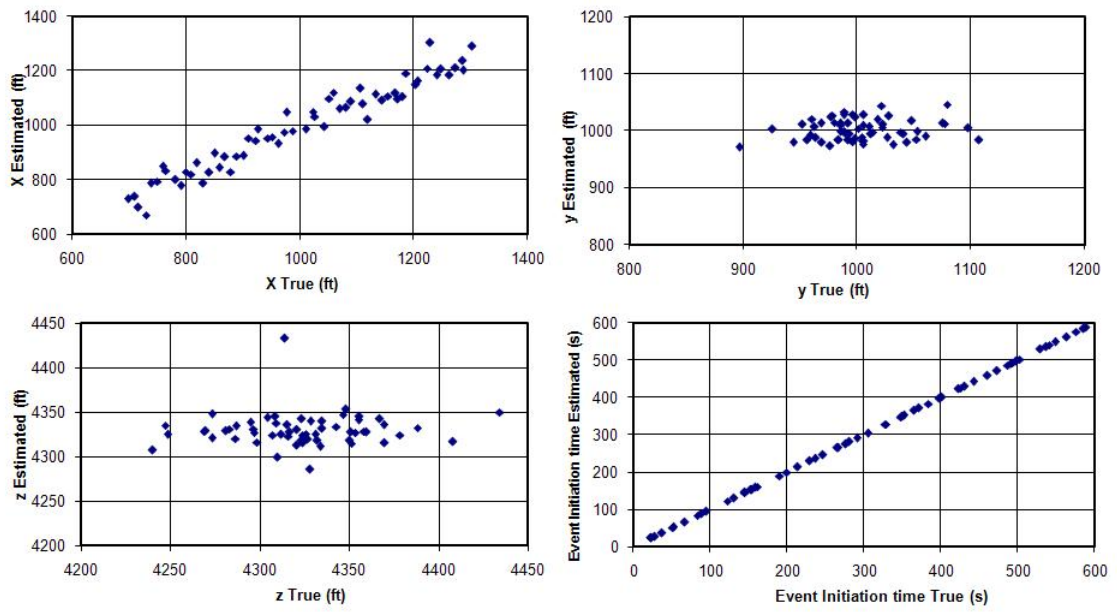 1400
1200
1000
800
600
600 800 1000 1200 1400
X Estimated (ft)
X True (ft)
1200
1100
1000
900
800
800 900 1000 1100 1200
y Estimated (ft)
y True (ft)
4450
4400
4350
4300
4250
4200
4200 4250 4300 4350 4400 4450
z Estimated (ft)
z True (ft)
600
500
400
300
200
100
0
0 100 200 300 400 500 600
Event Initiation time Estimated (s)
Event Initiation time True (s)